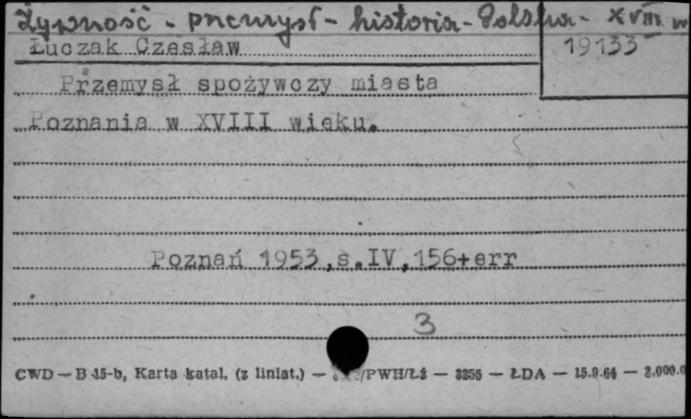 Żywność - przemysł - historia - Polska - XVIII w
Łuczak Czesław 19133
Przemysł spożywczy miasta
Poznania w XVIII wieku.
Poznań 1953,s.IV,156+err
3
CWD — B 15-b, Karta katal. (z liniat.) — /PWH/Łź — 3256 — ŁDA — 15.9.64 — 2.000.0